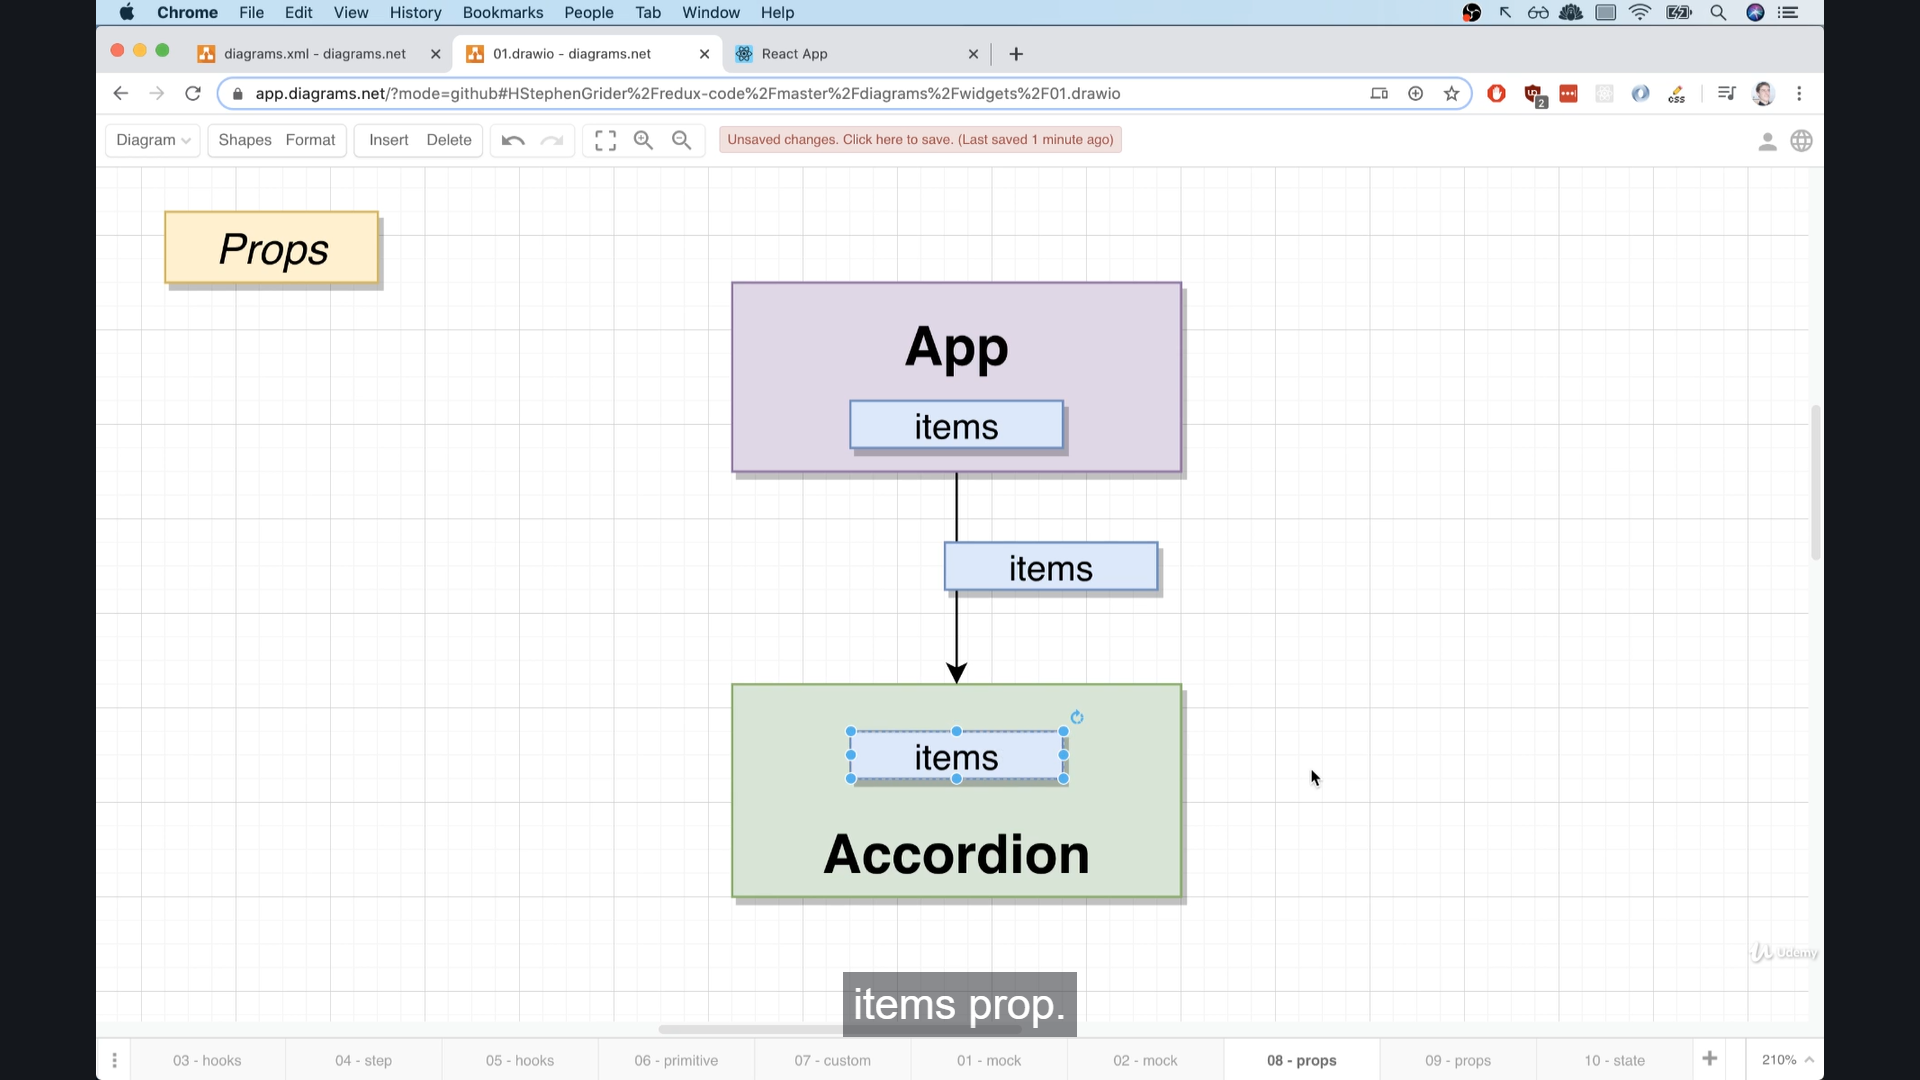 Chrome File Edit View History Bookmarks People Tab Window Help
diagrams.xml - diagrams.net
01.drawio - diagrams.net
React App
app.diagrams.net/?mode=github#HStephenGrider%2Fredux-code%2Fmaster%2Fdiagrams%2Fwidgets%2F01.drawio
2
css
Diagram Shapes Format Insert Delete
Unsaved changes. Click here to save. (Last saved 1 minute ago)
Props
App
items
items
items
Accordion
Udemy
items prop.
03 - hooks 04 - step 05 - hooks 06 - primitive 07 - custom 01 - mock 02 - mock 08 - props 09 - props 10 - state 210%